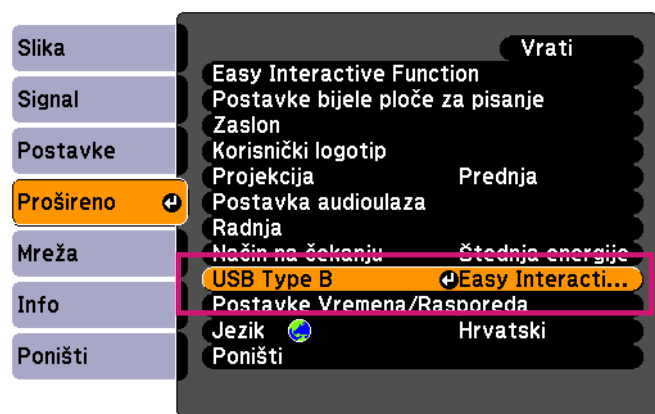 Slika
Signal
Postavke
Prošireno
Mreža
Info
Poništi
Vrati
Easy Interactive Function
Postavke bijele ploče za pisanje
Zaslon
Korisnički logotip
Projekcija Prednja
Postavka audioulaza
Radnja
Način na čekanju Štednja energije
USB Type B Easy Interacti...
Postavke Vremena/Rasporeda
Jezik Hrvatski
Poništi